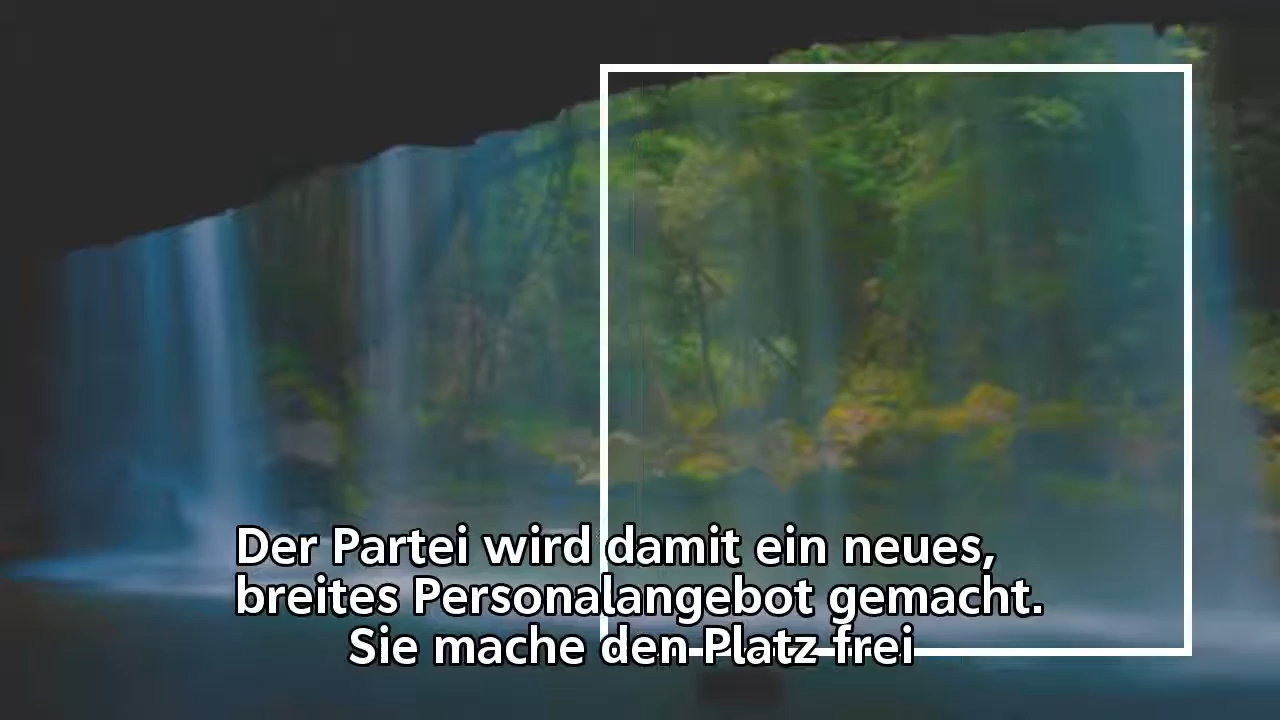 Der Partei wird damit ein neues,
breites Personalangebot gemacht.
Sie mache den Platz frei